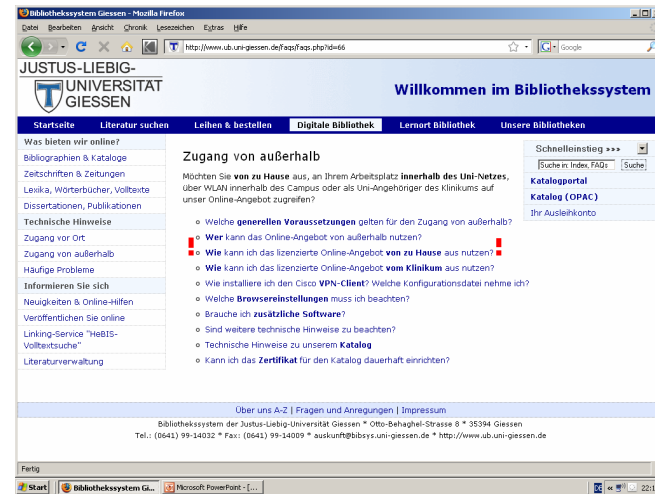 Bibliothekssystem Giessen - Mozilla Firefox
Datei Bearbeiten Ansicht Chronik Lesezeichen Extras Hilfe
http://www.ub.uni-giessen.de/faqs/faqs.php?id=66
Google
JUSTUS-LIEBIG-
UNIVERSITÄT
GIESSEN
Willkommen im Bibliothekssystem
Startseite Literatur suchen Leihen & bestellen Digitale Bibliothek Lernort Bibliothek Unsere Bibliotheken
Was bieten wir online?
Bibliographien & Kataloge
Zeitschriften & Zeitungen
Lexika, Wörterbücher, Volltexte
Dissertationen, Publikationen
Technische Hinweise
Zugang vor Ort
Zugang von außerhalb
Häufige Probleme
Informieren Sie sich
Neuigkeiten & Online-Hilfen
Veröffentlichen Sie online
Linking-Service "HeBIS-
Volltextsuche"
Literaturverwaltung
Zugang von außerhalb
Möchten Sie von zu Hause aus, an Ihrem Arbeitsplatz innerhalb des Uni-Netzes,
über WLAN innerhalb des Campus oder als Uni-Angehöriger des Klinikums auf
unser Online-Angebot zugreifen?
Welche generellen Voraussetzungen gelten für den Zugang von außerhalb?
Wer kann das Online-Angebot von außerhalb nutzen?
! Wie kann ich das lizenzierte Online-Angebot von zu Hause aus nutzen? !
Wie kann ich das lizenzierte Online-Angebot vom Klinikum aus nutzen?
Wie installiere ich den Cisco VPN-Client? Welche Konfigurationsdatei nehme ich?
Welche Browsereinstellungen muss ich beachten?
Brauche ich zusätzliche Software?
Sind weitere technische Hinweise zu beachten?
Technische Hinweise zu unserem Katalog
Kann ich das Zertifikat für den Katalog dauerhaft einrichten?
Schnelleinstieg »»»
Suche in: Index, FAQs Suche
Katalogportal
Katalog (OPAC)
Ihr Ausleihkonto
Über uns A-Z | Fragen und Anregungen | Impressum
Bibliothekssystem der Justus-Liebig-Universität Giessen * Otto-Behaghel-Strasse 8 * 35394 Giessen
Tel.: (0641) 99-14032 * Fax: (0641) 99-14009 * auskunft@bibsys.uni-giessen.de * http://www.ub.uni-giessen.de
Fertig
Start Bibliothekssystem Gi... Microsoft PowerPoint - [... DE « 22:1